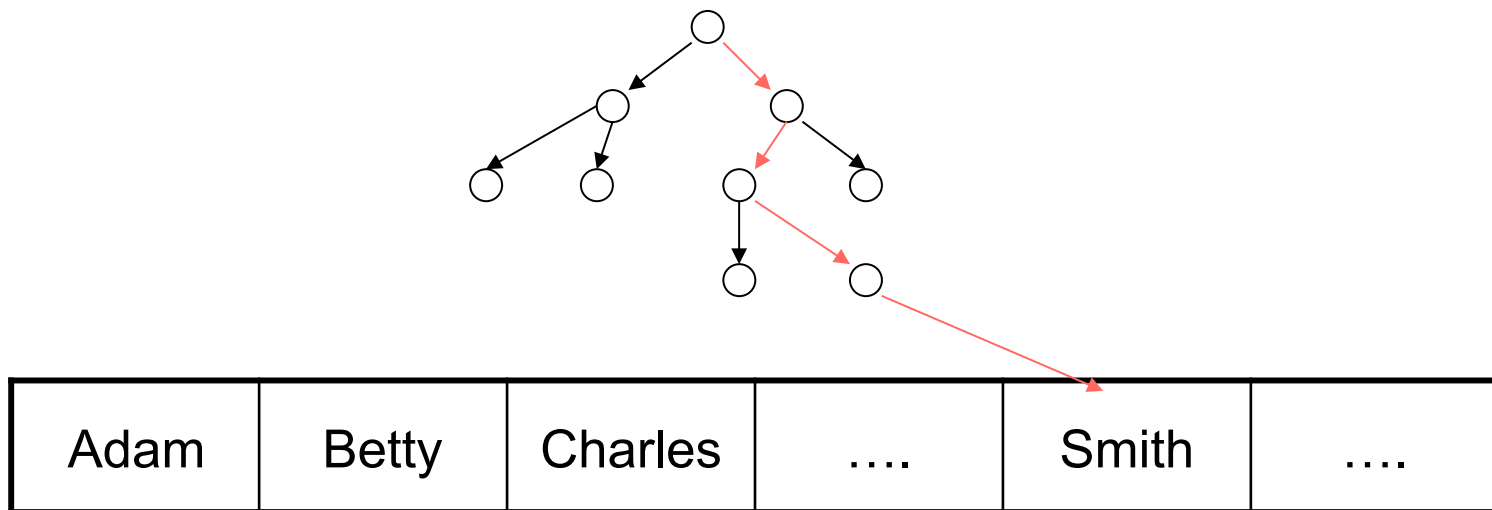 Adam Betty Charles …. Smith ….